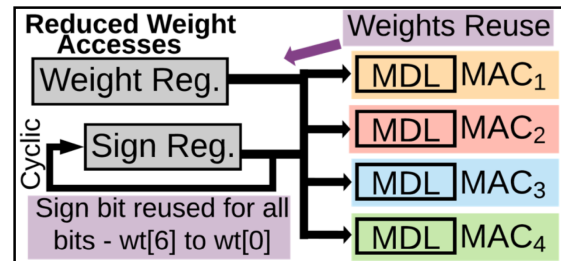 Reduced Weight
Accesses
Weights Reuse
Weight Reg.
MDL MAC1
MDL MAC2
Cyclic
Sign Reg.
MDL MAC3
Sign bit reused for all
bits - wt[6] to wt[0]
MDL MAC4